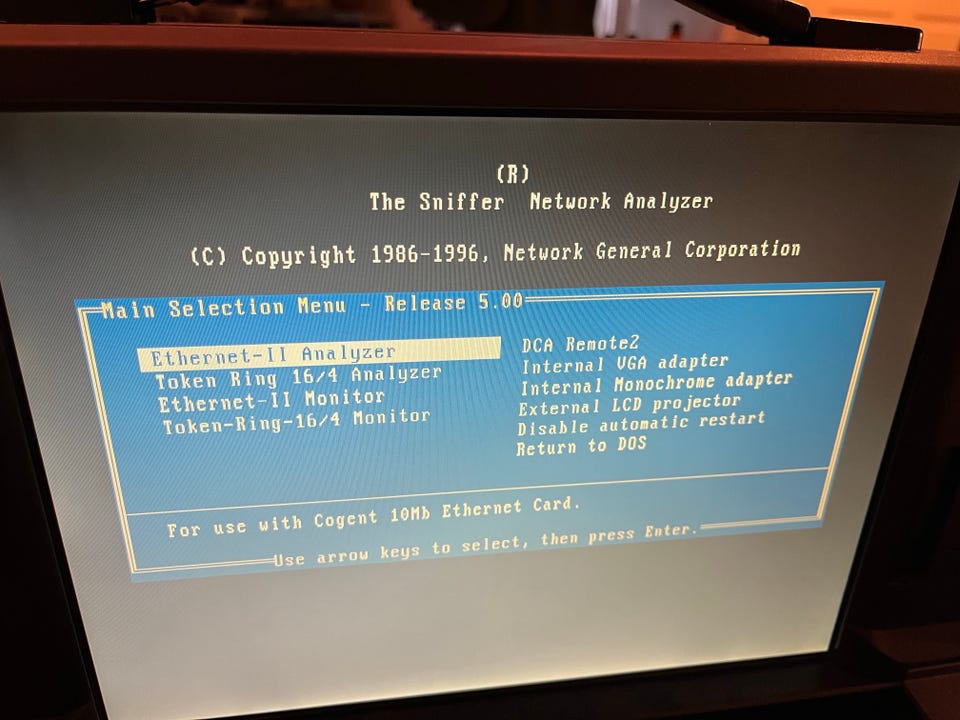 (R)
The Sniffer Network Analyzer
(C) Copyright 1986-1996, Network General Corporation
Main Selection Menu - Release 5.00
Ethernet-II Analyzer
Token Ring 16/4 Analyzer
Ethernet-II Monitor
Token-Ring-16/4 Monitor
DCA Remote2
Internal VGA adapter
Internal Monochrome adapter
External LCD projector
Disable automatic restart
Return to DOS
For use with Cogent 10Mb Ethernet Card.
Use arrow keys to select, then press Enter.